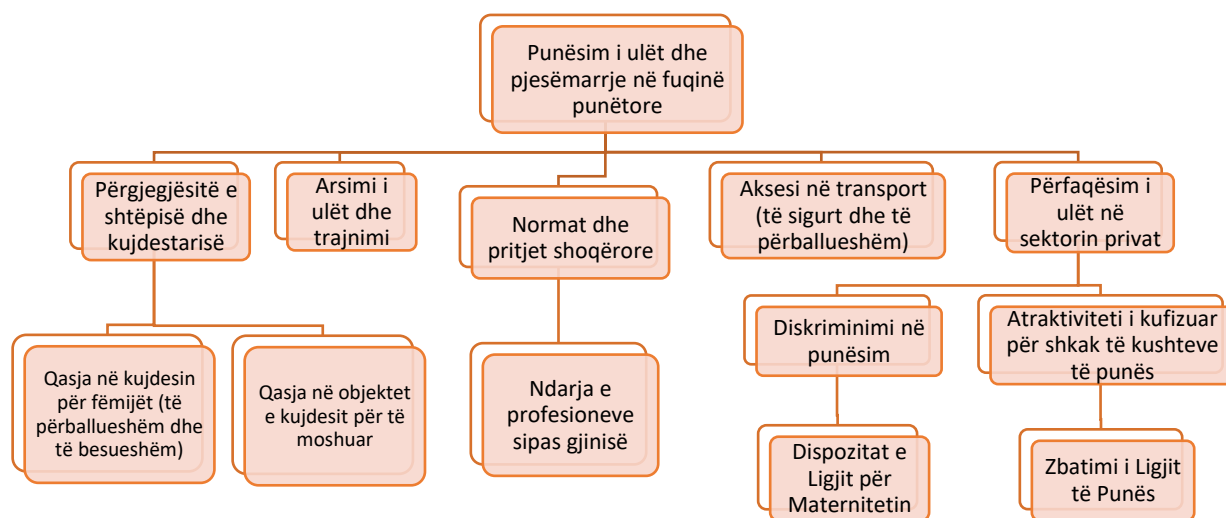 Punësim i ulët dhe
pjesëmarrje në fuqinë
punëtore
Përgjegjësitë e
shtëpisë dhe
kujdestarisë
Arsimi i
ulët dhe
trajnimi
Normat dhe
pritjet shoqërore
Aksesi në transport
(të sigurt dhe të
përballueshëm)
Përfaqësim i
ulët në
sektorin privat
Qasja në kujdesin
për fëmijët (të
përballueshëm dhe
të besueshëm)
Qasja në objektet
e kujdesit për të
moshuar
Ndarja e
profesioneve
sipas gjinisë
Diskriminimi në
punësim
Atraktiviteti i kufizuar
për shkak të kushteve
të punës
Dispozitat e
Ligjit për
Maternitetin
Zbatimi i Ligjit
të Punës